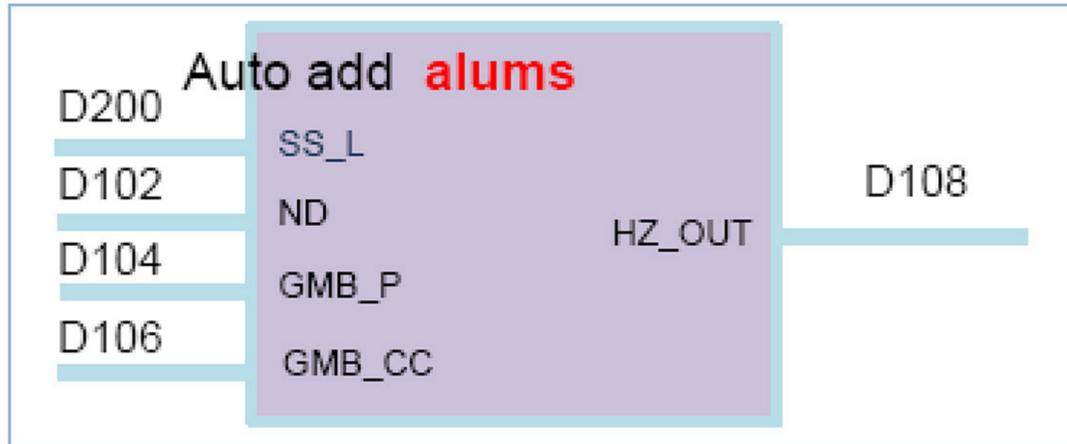 Auto add alums
D200
SS_L
D102
ND
D104
GMB_P
D106
GMB_CC
HZ_OUT
D108